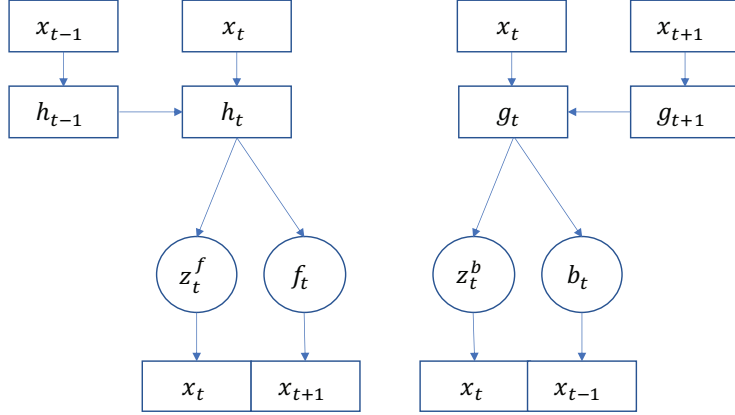 x_{t-1} x_t x_t x_{t+1}
h_{t-1} h_t g_t g_{t+1}
z_t^f f_t z_t^b b_t
x_t x_{t+1} x_t x_{t-1}